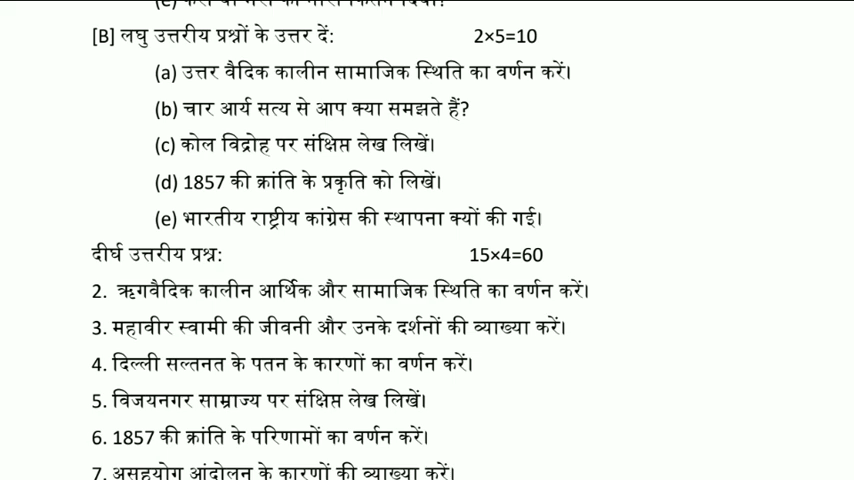 [B] लघु उत्तरीय प्रश्नों के उत्तर दें: 2×5=10
(a) उत्तर वैदिक कालीन सामाजिक स्थिति का वर्णन करें।
(b) चार आर्य सत्य से आप क्या समझते हैं?
(c) कोल विद्रोह पर संक्षिप्त लेख लिखें।
(d) 1857 की क्रांति के प्रकृति को लिखें।
(e) भारतीय राष्ट्रीय कांग्रेस की स्थापना क्यों की गई।
दीर्घ उत्तरीय प्रश्न: 15×4=60
2. ऋगवैदिक कालीन आर्थिक और सामाजिक स्थिति का वर्णन करें।
3. महावीर स्वामी की जीवनी और उनके दर्शनों की व्याख्या करें।
4. दिल्ली सल्तनत के पतन के कारणों का वर्णन करें।
5. विजयनगर साम्राज्य पर संक्षिप्त लेख लिखें।
6. 1857 की क्रांति के परिणामों का वर्णन करें।
7. असहयोग आंदोलन के कारणों की व्याख्या करें।